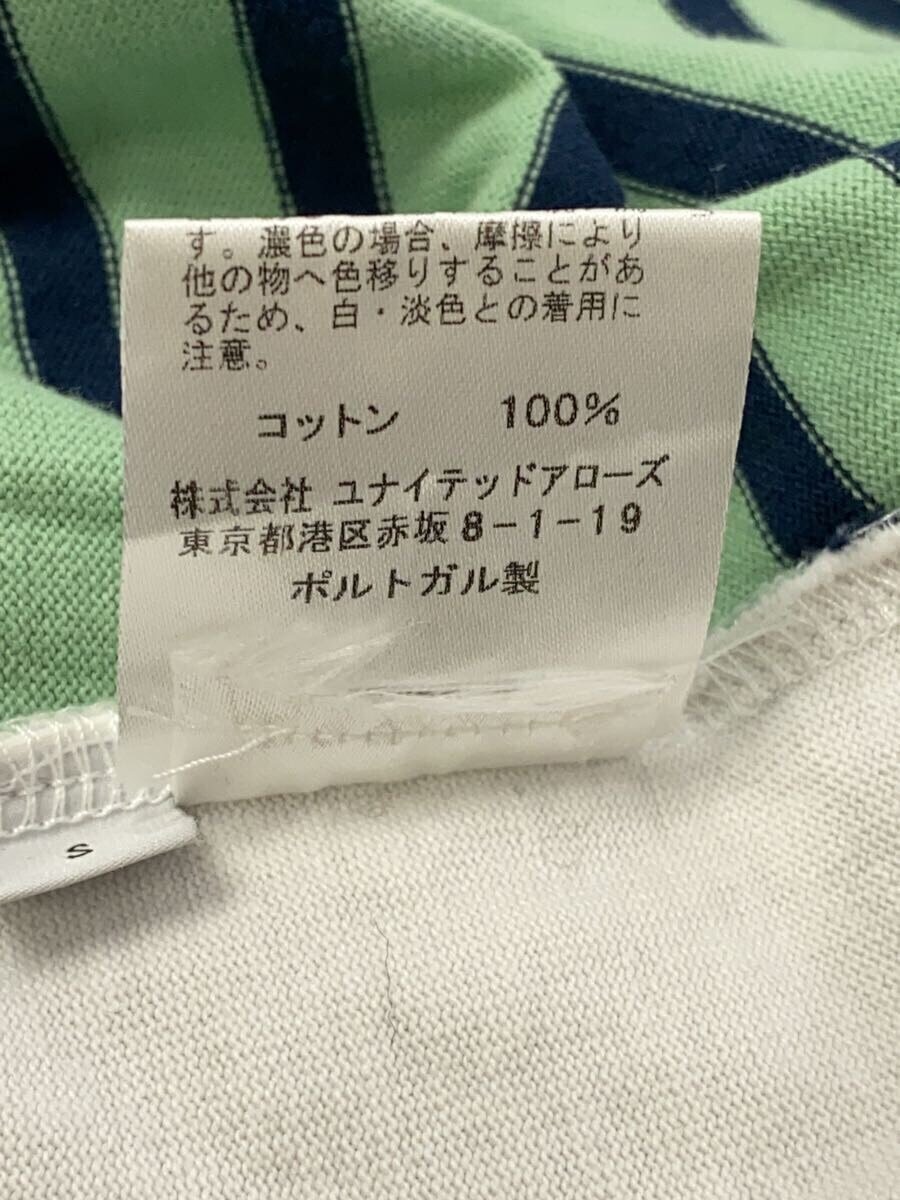 す。濃色の場合、摩擦により
他の物へ色移りすることがあ
るため、白・淡色との着用に
注意。
コットン 100%
株式会社 ユナイテッドアローズ
東京都港区赤坂8-1-19
ポルトガル製
S